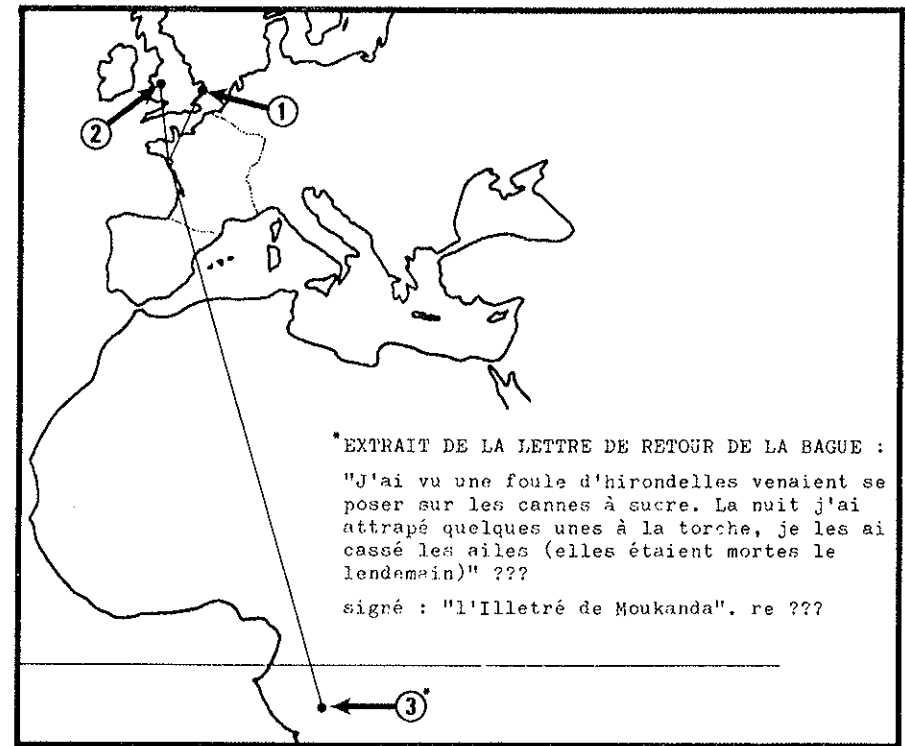 2
1
*EXTRAIT DE LA LETTRE DE RETOUR DE LA BAGUE :
"J'ai vu une foule d'hirondelles venaient se
poser sur les cannes à sucre. La nuit j'ai
attrapé quelques unes à la torche, je les ai
cassé les ailes (elles étaient mortes le
lendemain)" ???
signé : "l'Illetré de Moukanda". re ???
3*